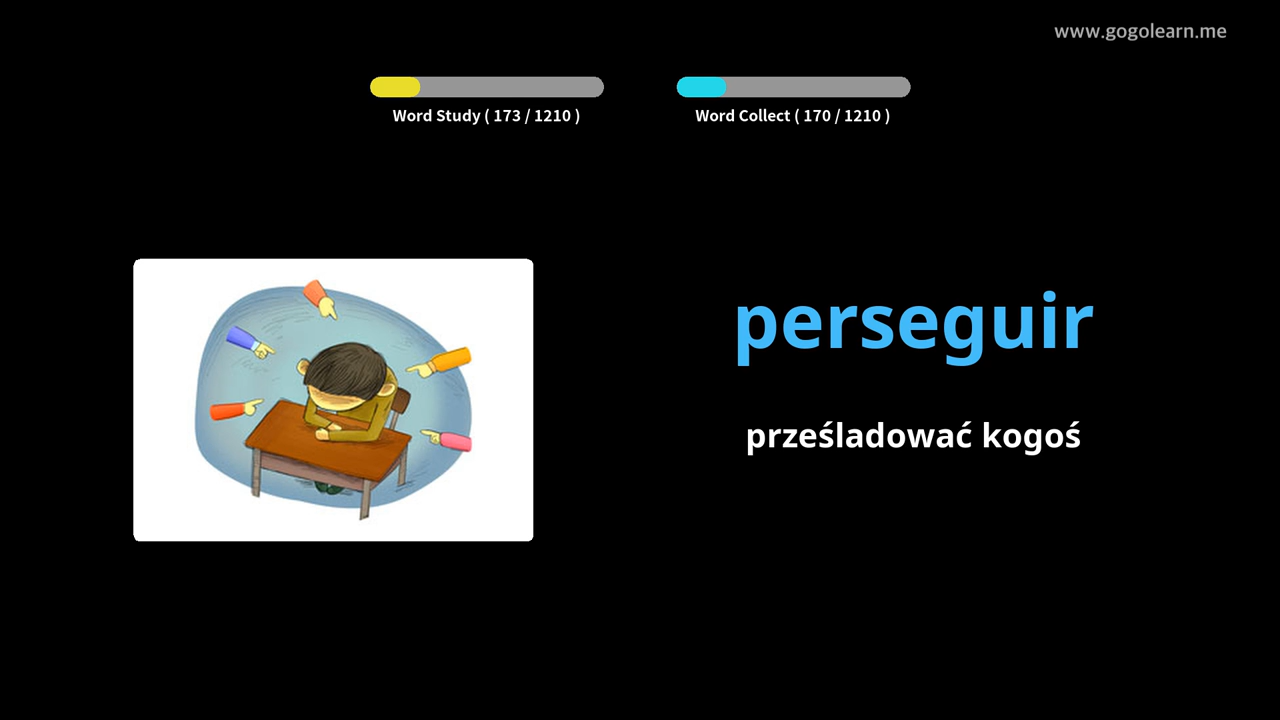 www.gogolearn.me
Word Study ( 173 / 1210 )
Word Collect ( 170 / 1210 )
perseguir
prześladować kogoś